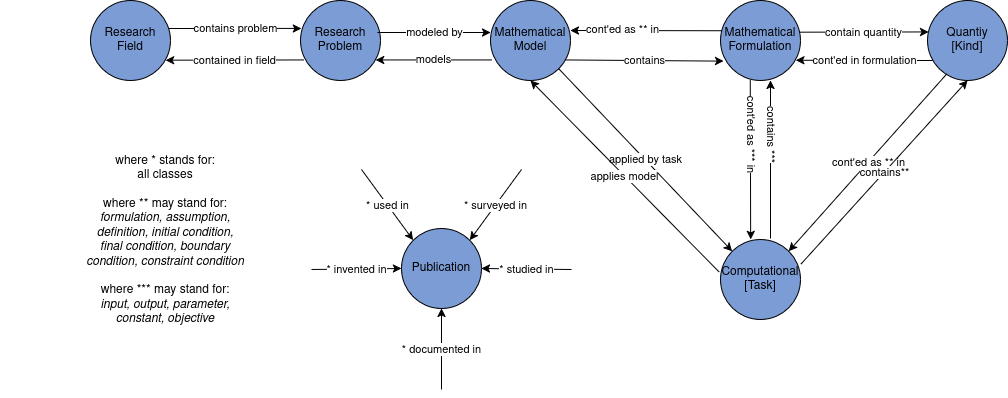 Research
Field
contains problem
contained in field
Research
Problem
modeled by
models
Mathematical
Model
cont'ed as ** in
contains
Mathematical
Formulation
contain quantity
cont'ed in formulation
Quantiy
[Kind]
applied by task
applies model
cont'ed as *** in
contains ***
cont'ed as ** in
contains**
Computational
[Task]
where * stands for:
all classes
where ** may stand for:
formulation, assumption,
definition, initial condition,
final condition, boundary
condition, constraint condition
where *** may stand for:
input, output, parameter,
constant, objective
* used in
* surveyed in
* invented in
Publication
* studied in
* documented in